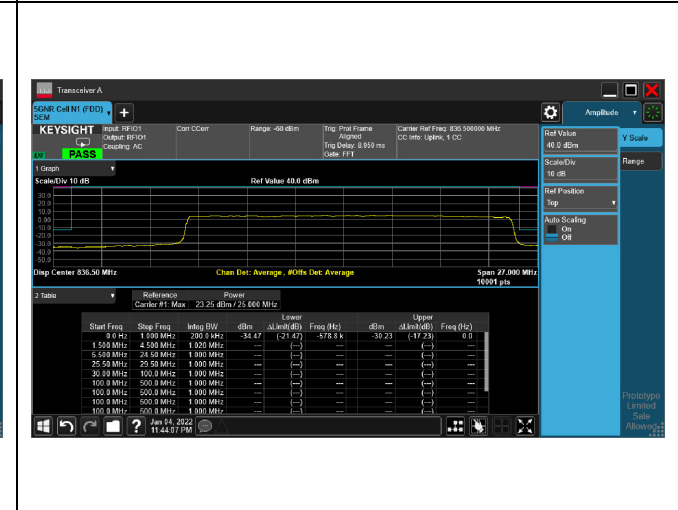 Transceiver A
5GNR Cell N1 (FDD)
SEM
KEYSIGHT
PASS
Input: RFIO1
Output: RFIO1
Coupling: AC
Corr CCorr
Range: -60 dBm
Trig: Prot Frame
Aligned
Trig Delay: 8.950 ms
Gate: FFT
Carrier Ref Freq: 836.500000 MHz
CC Info: Uplink, 1 CC
1 Graph
Scale/Div 10 dB
Ref Value 40.0 dBm
30.0
20.0
10.0
0.00
-10.0
-20.0
-30.0
-40.0
-50.0
Disp Center 836.50 MHz
Chan Det: Average , #Offs Det: Average
Span 27.000 MHz
10001 pts
2 Table
Reference Power
Carrier #1: Max 23.25 dBm / 25.000 MHz
Lower Upper
Start Freq Stop Freq Integ BW dBm ΔLimit(dB) Freq (Hz) dBm ΔLimit(dB) Freq (Hz)
0.0 Hz 1.000 MHz 200.0 kHz -34.47 (-21.47) -578.8 k -30.23 (-17.23) 0.0
1.500 MHz 4.500 MHz 1.020 MHz --- (---) --- --- (---) ---
5.500 MHz 24.50 MHz 1.000 MHz --- (---) --- --- (---) ---
25.50 MHz 29.50 MHz 1.000 MHz --- (---) --- --- (---) ---
30.00 MHz 100.0 MHz 1.000 MHz --- (---) --- --- (---) ---
100.0 MHz 500.0 MHz 1.000 MHz --- (---) --- --- (---) ---
100.0 MHz 500.0 MHz 1.000 MHz --- (---) --- --- (---) ---
100.0 MHz 500.0 MHz 1.000 MHz --- (---) --- --- (---) ---
100.0 MHz 500.0 MHz 1.000 MHz --- (---) --- --- (---) ---
Jan 04, 2022
11:44:07 PM
Amplitude
Ref Value
40.0 dBm
Scale/Div
10 dB
Ref Position
Top
Auto Scaling
On
Off
Y Scale
Range
Prototype
Limited
Sale
Allowed